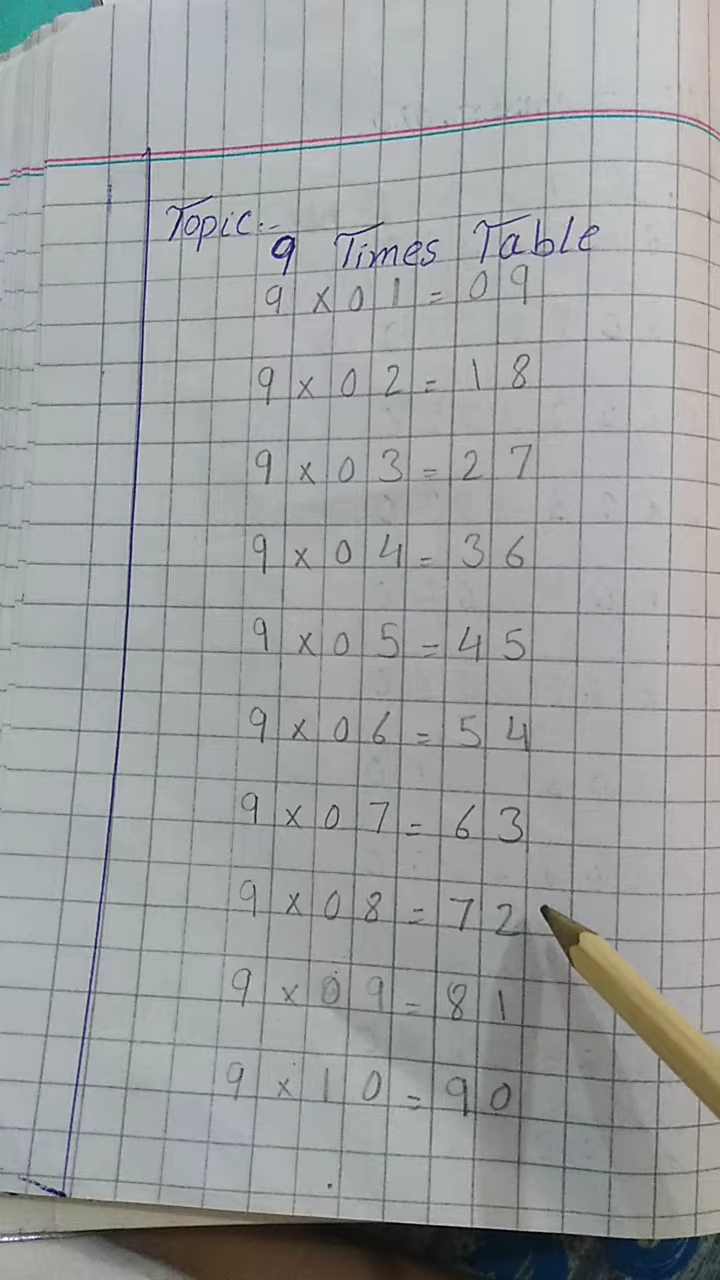 Topic:-
9 Times Table
9 x 01 = 09
9 x 02 = 18
9 x 03 = 27
9 x 04 = 36
9 x 05 = 45
9 x 06 = 54
9 x 07 = 63
9 x 08 = 72
9 x 09 = 81
9 x 10 = 90